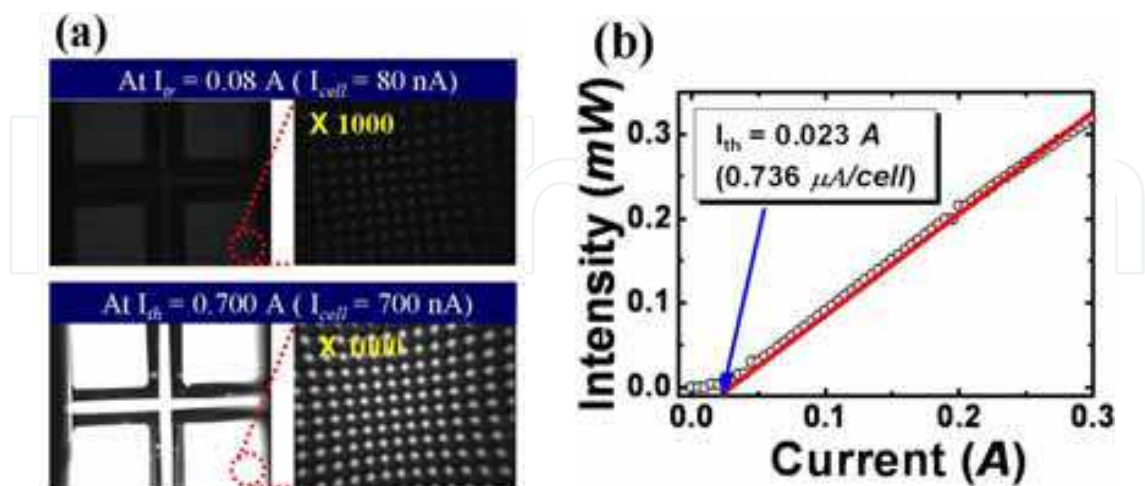 (a)
At I_tr = 0.08 A ( I_cell = 80 nA)
X 1000
At I_th = 0.700 A ( I_cell = 700 nA)
X 1000
(b)
I_th = 0.023 A
(0.736 μA/cell)
Intensity (mW)
0.3
0.2
0.1
0.0
0.0 0.1 0.2 0.3
Current (A)